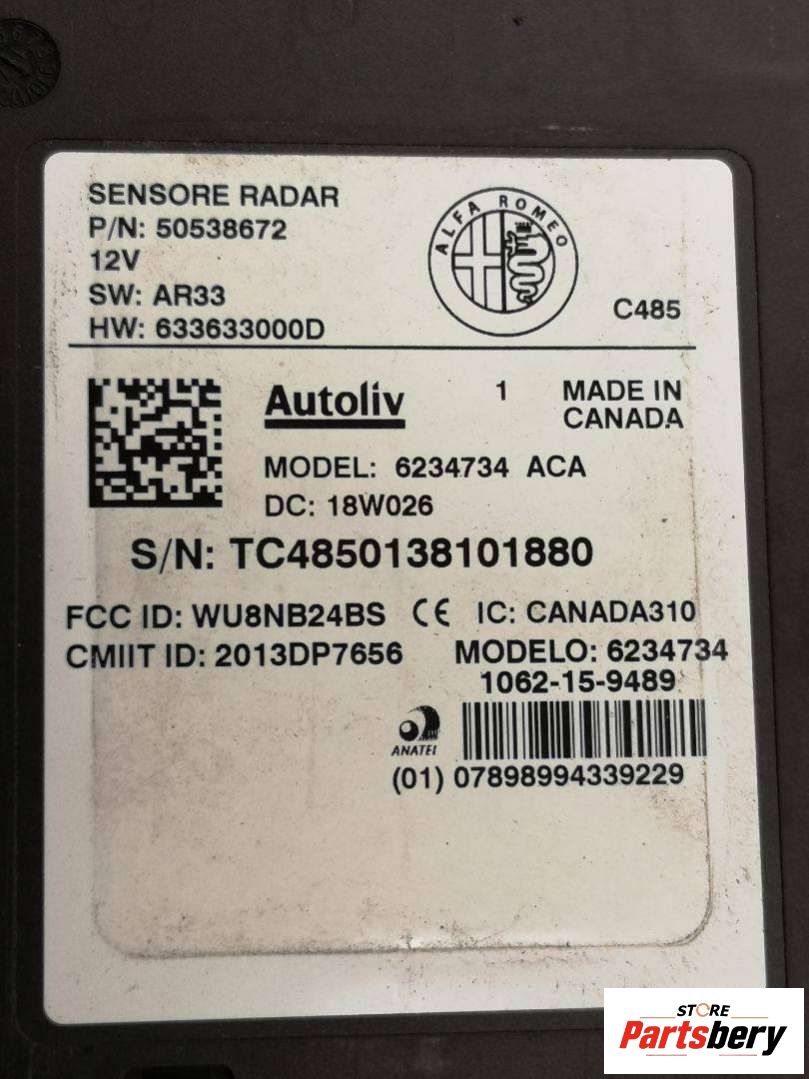 SENSORE RADAR
P/N: 50538672
12V
SW: AR33
HW: 633633000D
ALFA ROMEO
C485
Autoliv 1 MADE IN
CANADA
MODEL: 6234734 ACA
DC: 18W026
S/N: TC4850138101880
FCC ID: WU8NB24BS CE IC: CANADA310
CMIIT ID: 2013DP7656 MODELO: 6234734
1062-15-9489
ANATEL
(01) 07898994339229
STORE
Partsbery